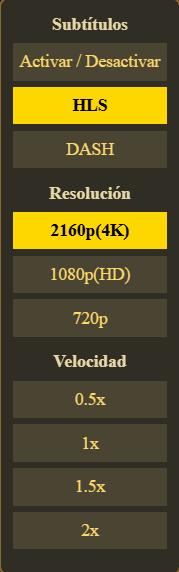 Subtítulos
Activar / Desactivar
HLS
DASH
Resolución
2160p(4K)
1080p(HD)
720p
Velocidad
0.5x
1x
1.5x
2x